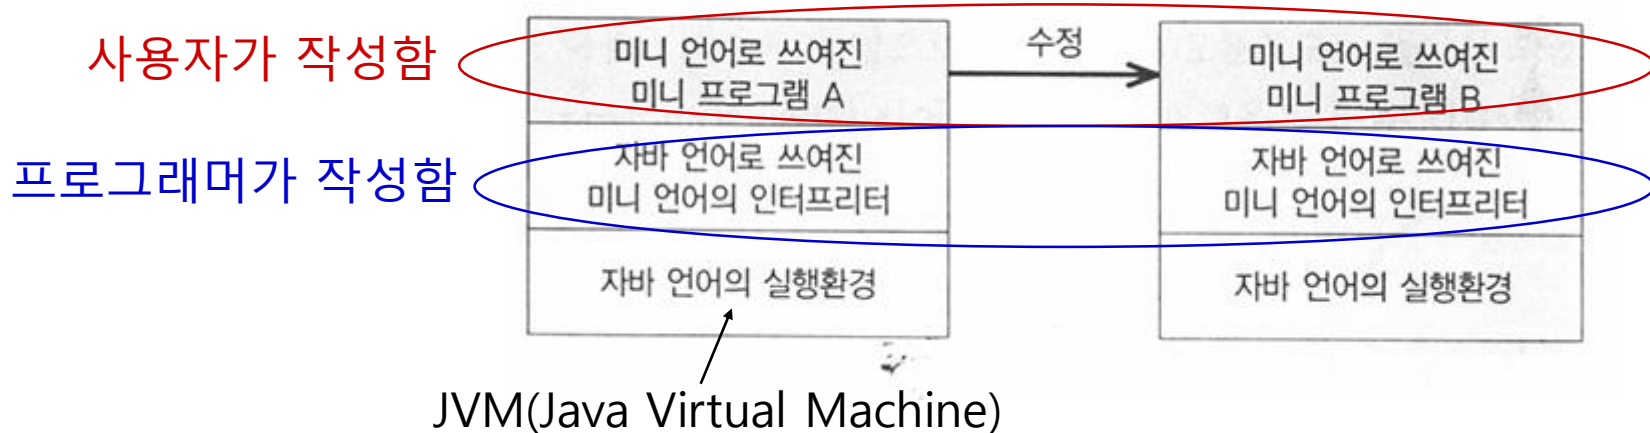 사용자가 작성함
미니 언어로 쓰여진
미니 프로그램 A
수정
미니 언어로 쓰여진
미니 프로그램 B
프로그래머가 작성함
자바 언어로 쓰여진
미니 언어의 인터프리터
자바 언어로 쓰여진
미니 언어의 인터프리터
자바 언어의 실행환경
자바 언어의 실행환경
JVM(Java Virtual Machine)